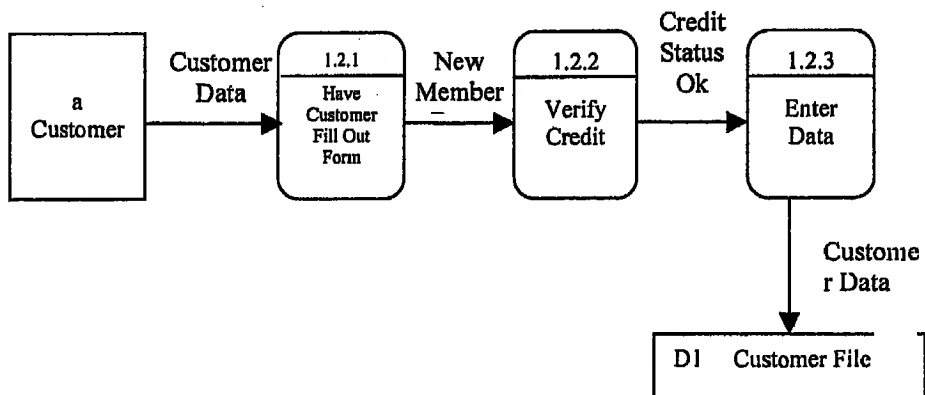 a
Customer
Customer
Data
1.2.1
Have
Customer
Fill Out
Form
New
Member
1.2.2
Verify
Credit
Credit
Status
Ok
1.2.3
Enter
Data
Custome
r Data
D1 Customer File